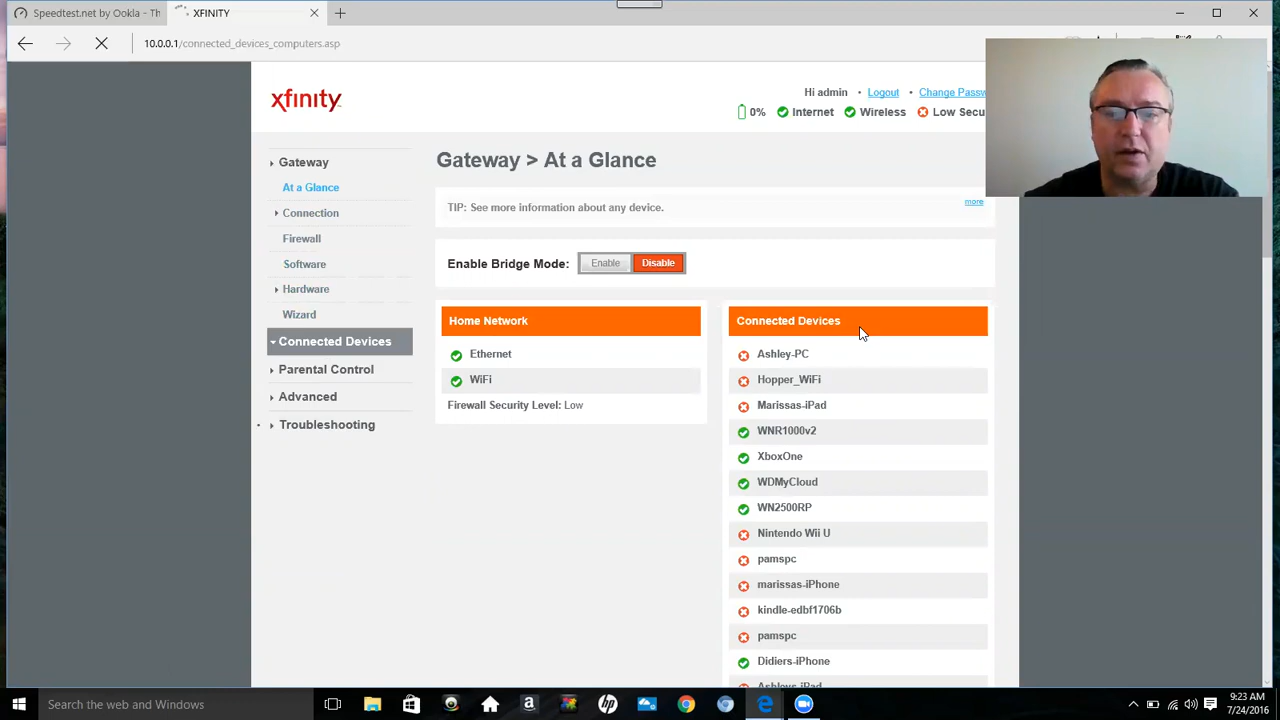 Speedtest.net by Ookla - Th
XFINITY
10.0.0.1/connected_devices_computers.asp
xfinity
Hi admin • Logout • Change Passw
0% Internet Wireless Low Secu
Gateway
At a Glance
Connection
Firewall
Software
Hardware
Wizard
Connected Devices
Parental Control
Advanced
Troubleshooting
Gateway > At a Glance
TIP: See more information about any device.
more
Enable Bridge Mode: Enable Disable
Home Network
Ethernet
WiFi
Firewall Security Level: Low
Connected Devices
Ashley-PC
Hopper_WiFi
Marissas-iPad
WNR1000v2
XboxOne
WDMyCloud
WN2500RP
Nintendo Wii U
pamspc
marissas-iPhone
kindle-edbf1706b
pamspc
Didiers-iPhone
Ashleys-iPad
Search the web and Windows
9:23 AM
7/24/2016